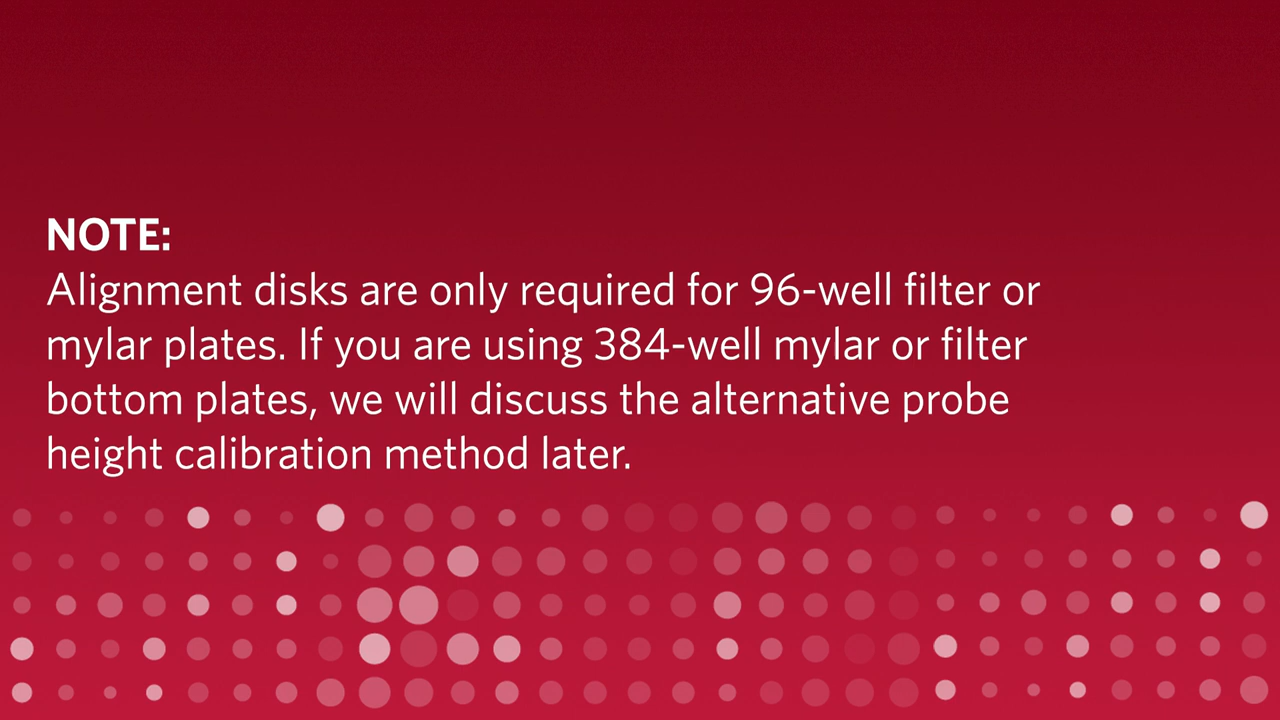 NOTE:
Alignment disks are only required for 96-well filter or
mylar plates. If you are using 384-well mylar or filter
bottom plates, we will discuss the alternative probe
height calibration method later.